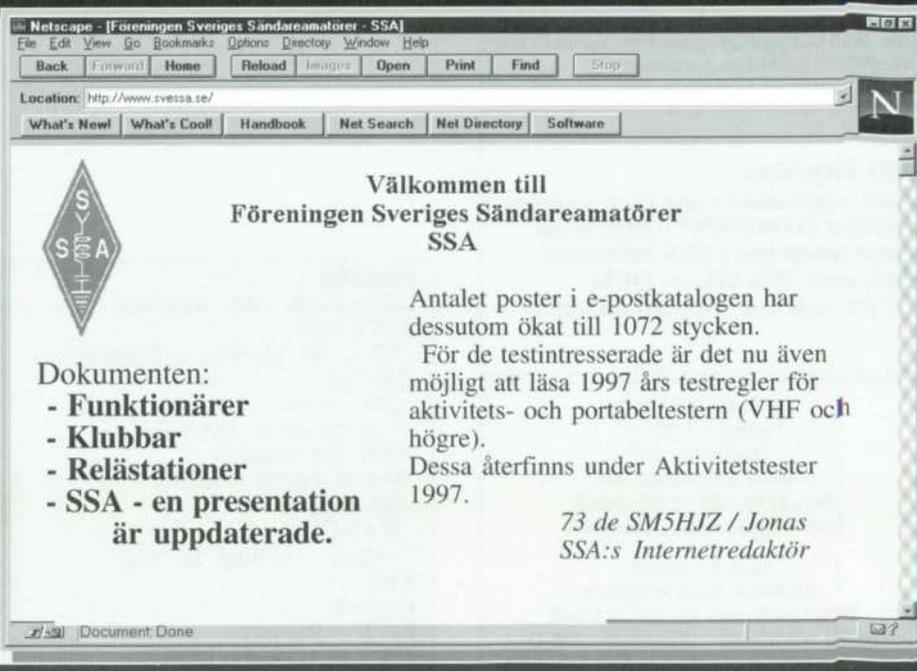 Netscape - [Föreningen Sveriges Sändareamatörer - SSA]
File Edit View Go Bookmarks Options Directory Window Help
Back Forward Home Reload Images Open Print Find Stop
Location: http://www.svessa.se/
N
What's New! What's Cool! Handbook Net Search Net Directory Software
S
S S A
Välkommen till
Föreningen Sveriges Sändareamatörer
SSA
Antalet poster i e-postkatalogen har
dessutom ökat till 1072 stycken.
För de testintresserade är det nu även
möjligt att läsa 1997 års testregler för
aktivitets- och portabeltestern (VHF och
högre).
Dessa återfinns under Aktivitetstester
1997.
73 de SM5HJZ / Jonas
SSA:s Internetredaktör
Dokumenten:
- Funktionärer
- Klubbar
- Relästationer
- SSA - en presentation
är uppdaterade.
Document: Done